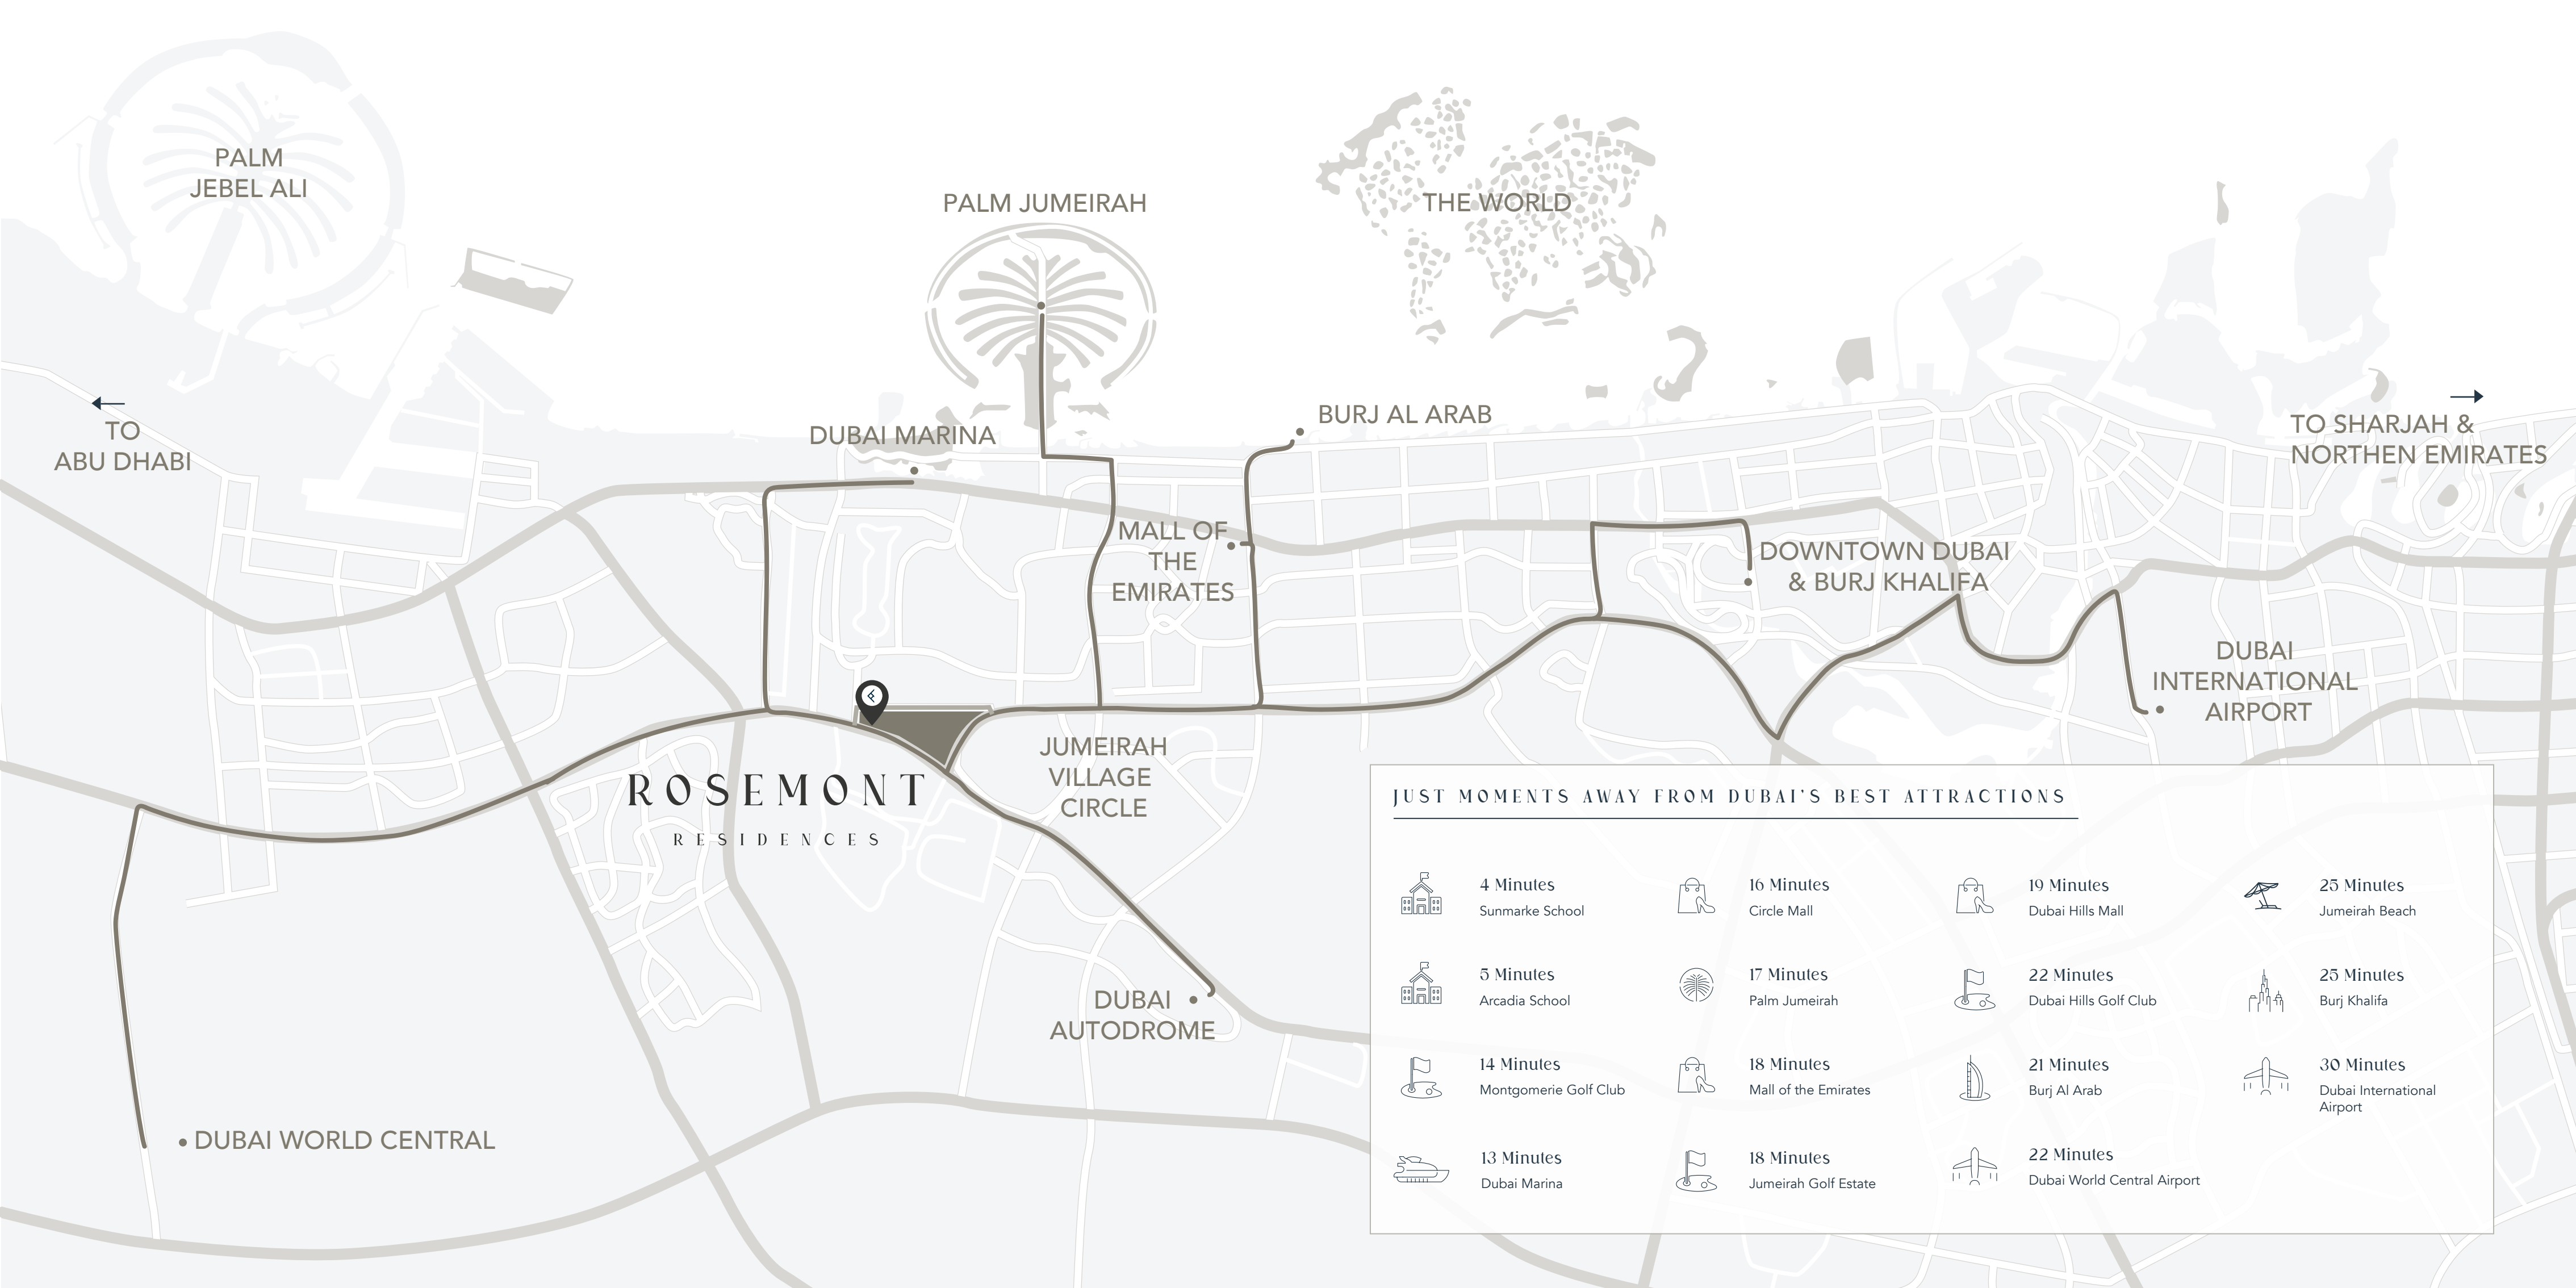 PALM
JEBEL ALI
PALM JUMEIRAH
THE WORLD
TO
ABU DHABI
DUBAI MARINA
BURJ AL ARAB
TO SHARJAH &
NORTHEN EMIRATES
MALL OF
THE
EMIRATES
DOWNTOWN DUBAI
& BURJ KHALIFA
DUBAI
INTERNATIONAL
AIRPORT
JUMEIRAH
VILLAGE
CIRCLE
ROSEMONT
RESIDENCES
DUBAI
AUTODROME
DUBAI WORLD CENTRAL
JUST MOMENTS AWAY FROM DUBAI'S BEST ATTRACTIONS
4 Minutes
Sunmarke School
5 Minutes
Arcadia School
14 Minutes
Montgomerie Golf Club
13 Minutes
Dubai Marina
16 Minutes
Circle Mall
17 Minutes
Palm Jumeirah
18 Minutes
Mall of the Emirates
18 Minutes
Jumeirah Golf Estate
19 Minutes
Dubai Hills Mall
22 Minutes
Dubai Hills Golf Club
21 Minutes
Burj Al Arab
22 Minutes
Dubai World Central Airport
25 Minutes
Jumeirah Beach
25 Minutes
Burj Khalifa
30 Minutes
Dubai International
Airport